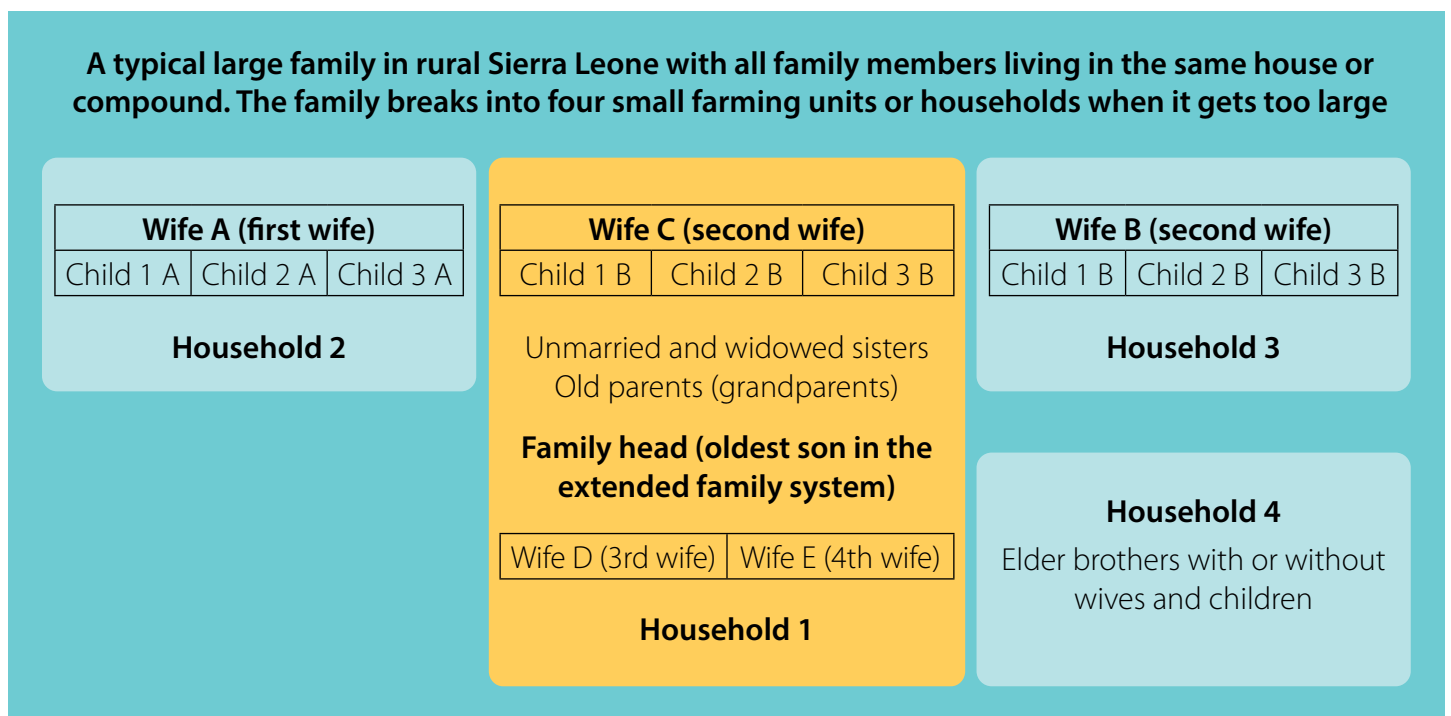 A typical large family in rural Sierra Leone with all family members living in the same house or
compound. The family breaks into four small farming units or households when it gets too large
Wife A (first wife)
Child 1 A Child 2 A Child 3 A
Household 2
Wife C (second wife)
Child 1 B Child 2 B Child 3 B
Unmarried and widowed sisters
Old parents (grandparents)
Family head (oldest son in the
extended family system)
Wife D (3rd wife) Wife E (4th wife)
Household 1
Wife B (second wife)
Child 1 B Child 2 B Child 3 B
Household 3
Household 4
Elder brothers with or without
wives and children